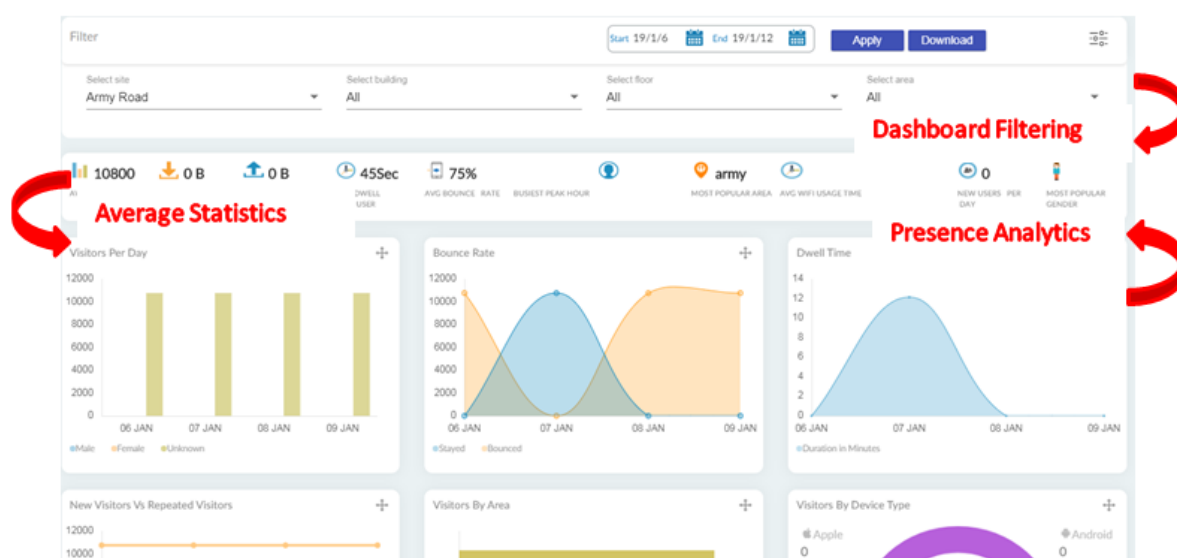 Filter
Start 19/1/6 End 19/1/12 Apply Download
Select site Select building Select floor Select area
Army Road All All All
Dashboard Filtering
10800 0 B 0 B 45Sec 75% army 0
DWELL AVG BOUNCE RATE BUSIEST PEAK HOUR MOST POPULAR AREA AVG WIFI USAGE TIME NEW USERS PER MOST POPULAR
USER DAY GENDER
Average Statistics
Presence Analytics
Visitors Per Day
12000
10000
8000
6000
4000
2000
0
06 JAN 07 JAN 08 JAN 09 JAN
Male Female Unknown
Bounce Rate
12000
10000
8000
6000
4000
2000
0
06 JAN 07 JAN 08 JAN 09 JAN
Stayed Bounced
Dwell Time
14
12
10
8
6
4
2
0
06 JAN 07 JAN 08 JAN 09 JAN
Duration in Minutes
New Visitors Vs Repeated Visitors
12000
10000
Visitors By Area
Visitors By Device Type
Apple Android
0 0